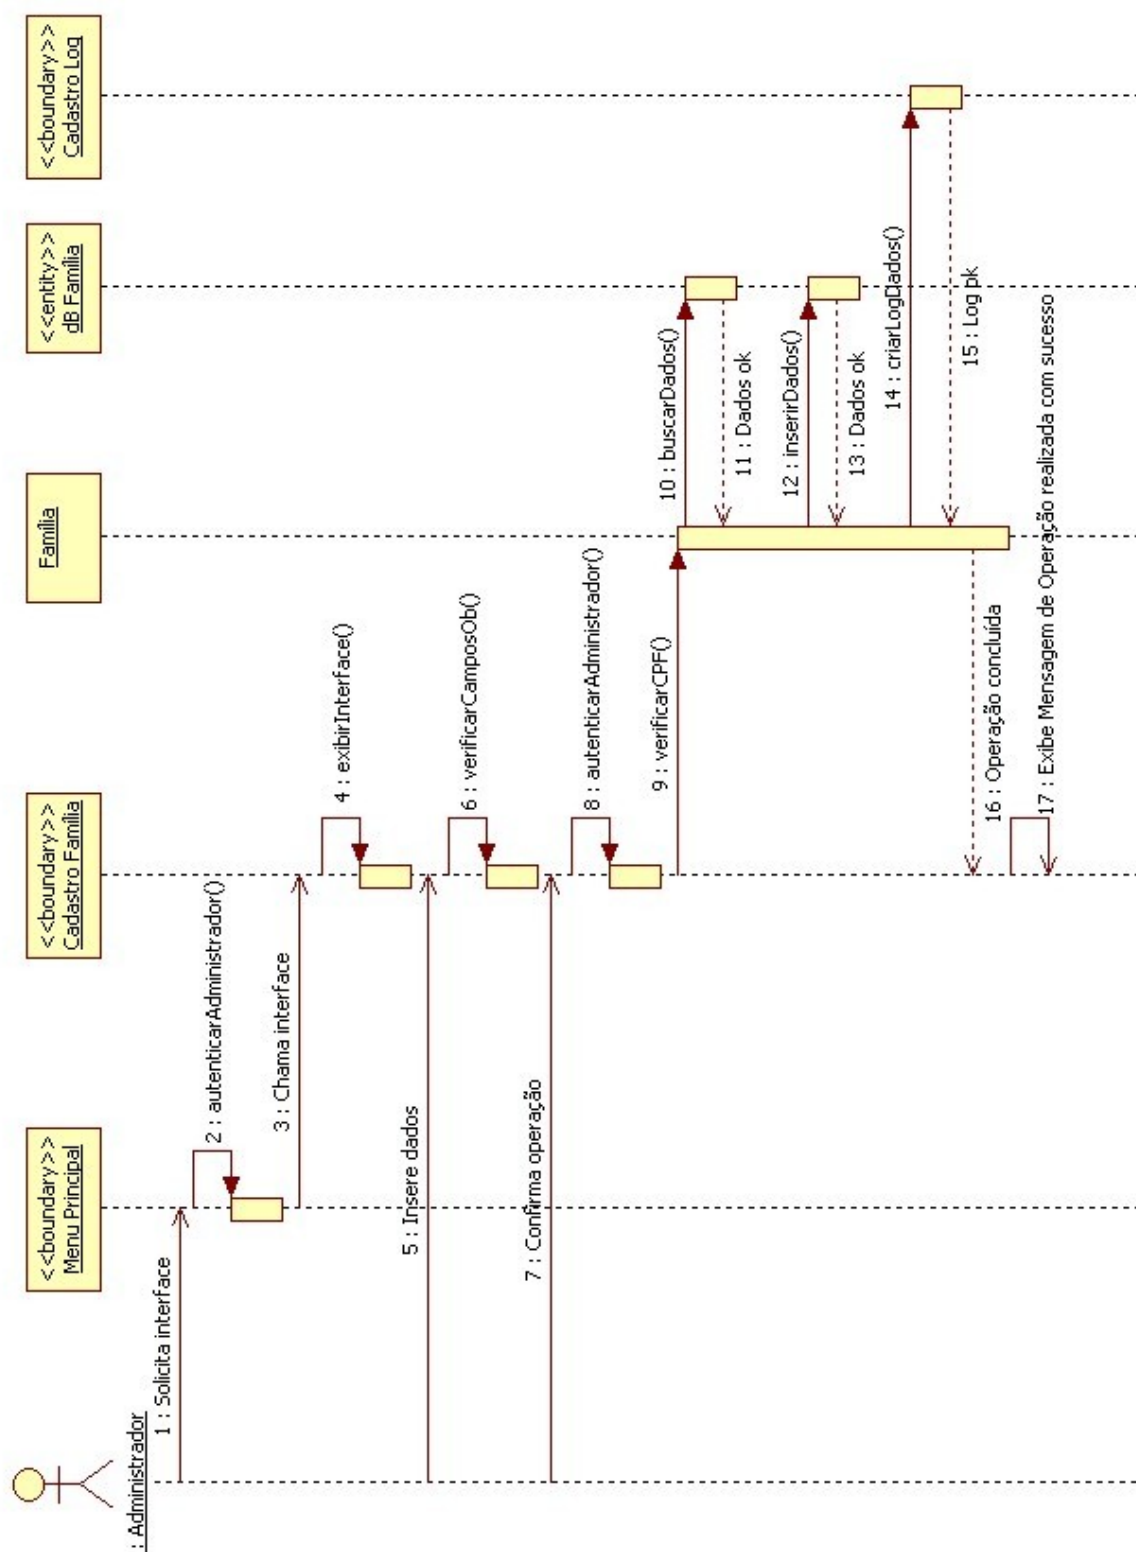 : Administrador
<<boundary>>
Menu Principal
<<boundary>>
Cadastro Família
Família
<<entity>>
dB Família
<<boundary>>
Cadastro Log
1 : Solicita interface
2 : autenticarAdministrador()
3 : Chama interface
4 : exibirInterface()
5 : Insere dados
6 : verificarCamposOb()
7 : Confirma operação
8 : autenticarAdministrador()
9 : verificarCPF()
10 : buscarDados()
11 : Dados ok
12 : inserirDados()
13 : Dados ok
14 : criarLogDados()
15 : Log ok
16 : Operação concluída
17 : Exibe Mensagem de Operação realizada com sucesso